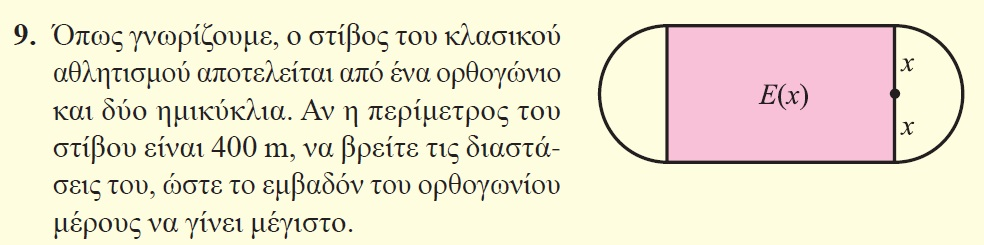 9. Όπως γνωρίζουμε, ο στίβος του κλασικού
αθλητισμού αποτελείται από ένα ορθογώνιο
και δύο ημικύκλια. Αν η περίμετρος του
στίβου είναι 400 m, να βρείτε τις διαστά-
σεις του, ώστε το εμβαδόν του ορθογωνίου
μέρους να γίνει μέγιστο.
x
E(x)
x